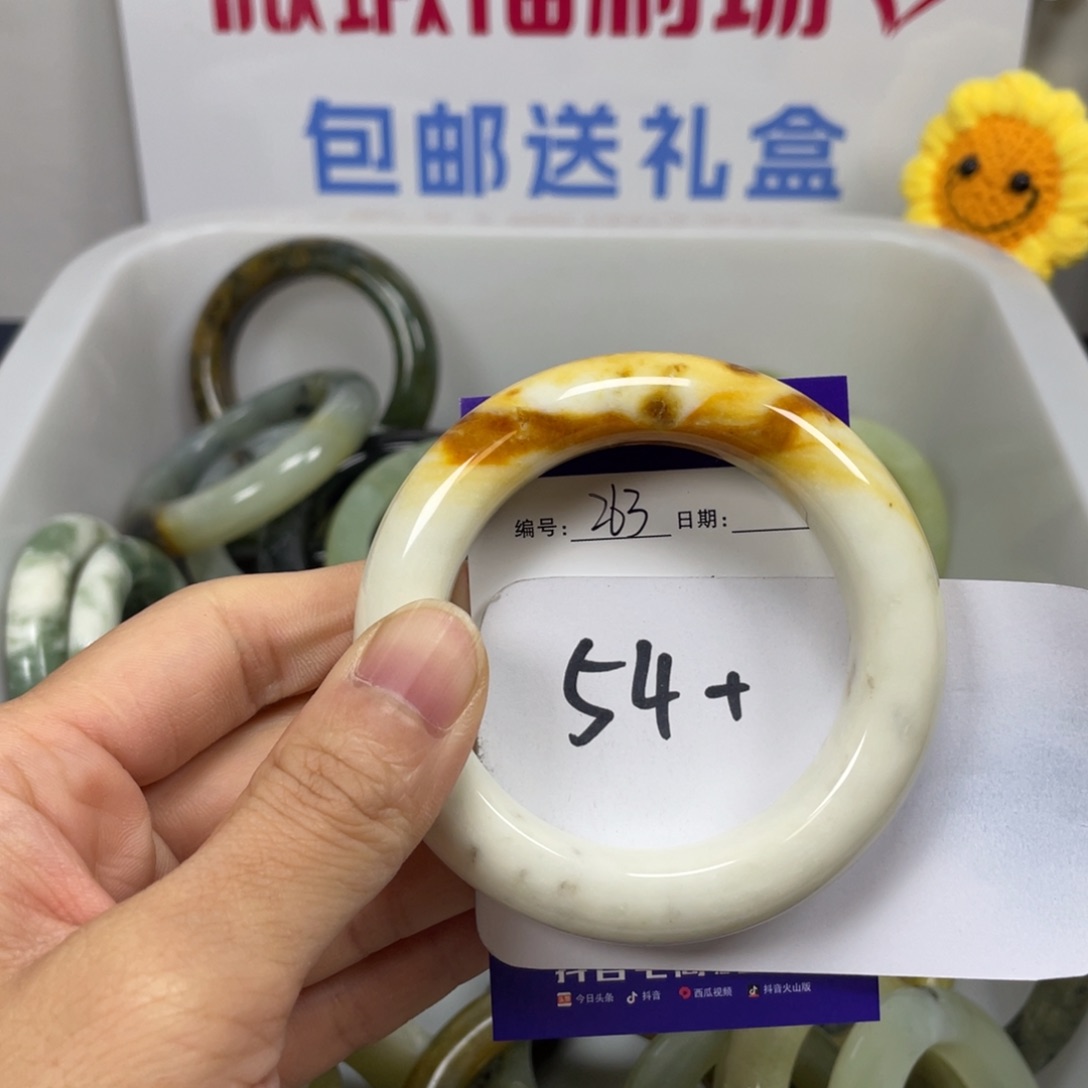 包邮送礼盒
编号: 263 日期:
54+
今日头条 抖音 西瓜视频 抖音火山版